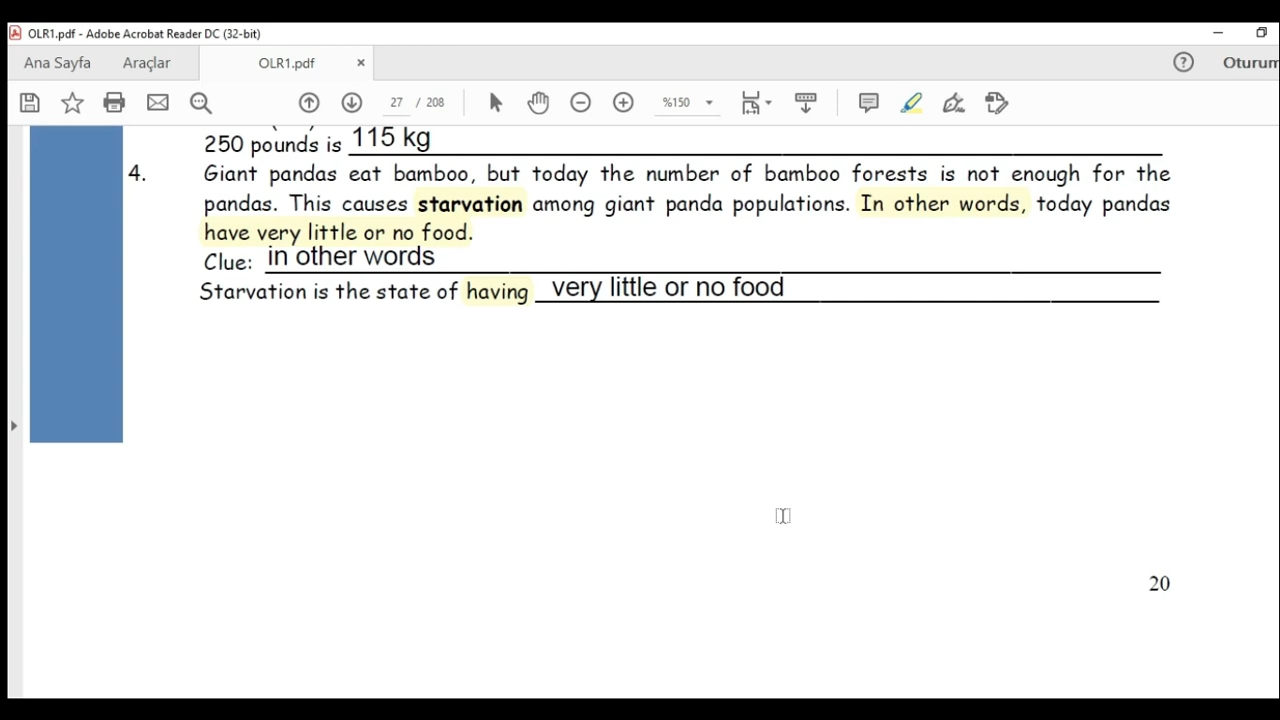 OLR1.pdf - Adobe Acrobat Reader DC (32-bit)
Ana Sayfa Araçlar OLR1.pdf × ? Oturum
27 / 208 %150
250 pounds is 115 kg
4. Giant pandas eat bamboo, but today the number of bamboo forests is not enough for the
pandas. This causes starvation among giant panda populations. In other words, today pandas
have very little or no food.
Clue: in other words
Starvation is the state of having very little or no food
20